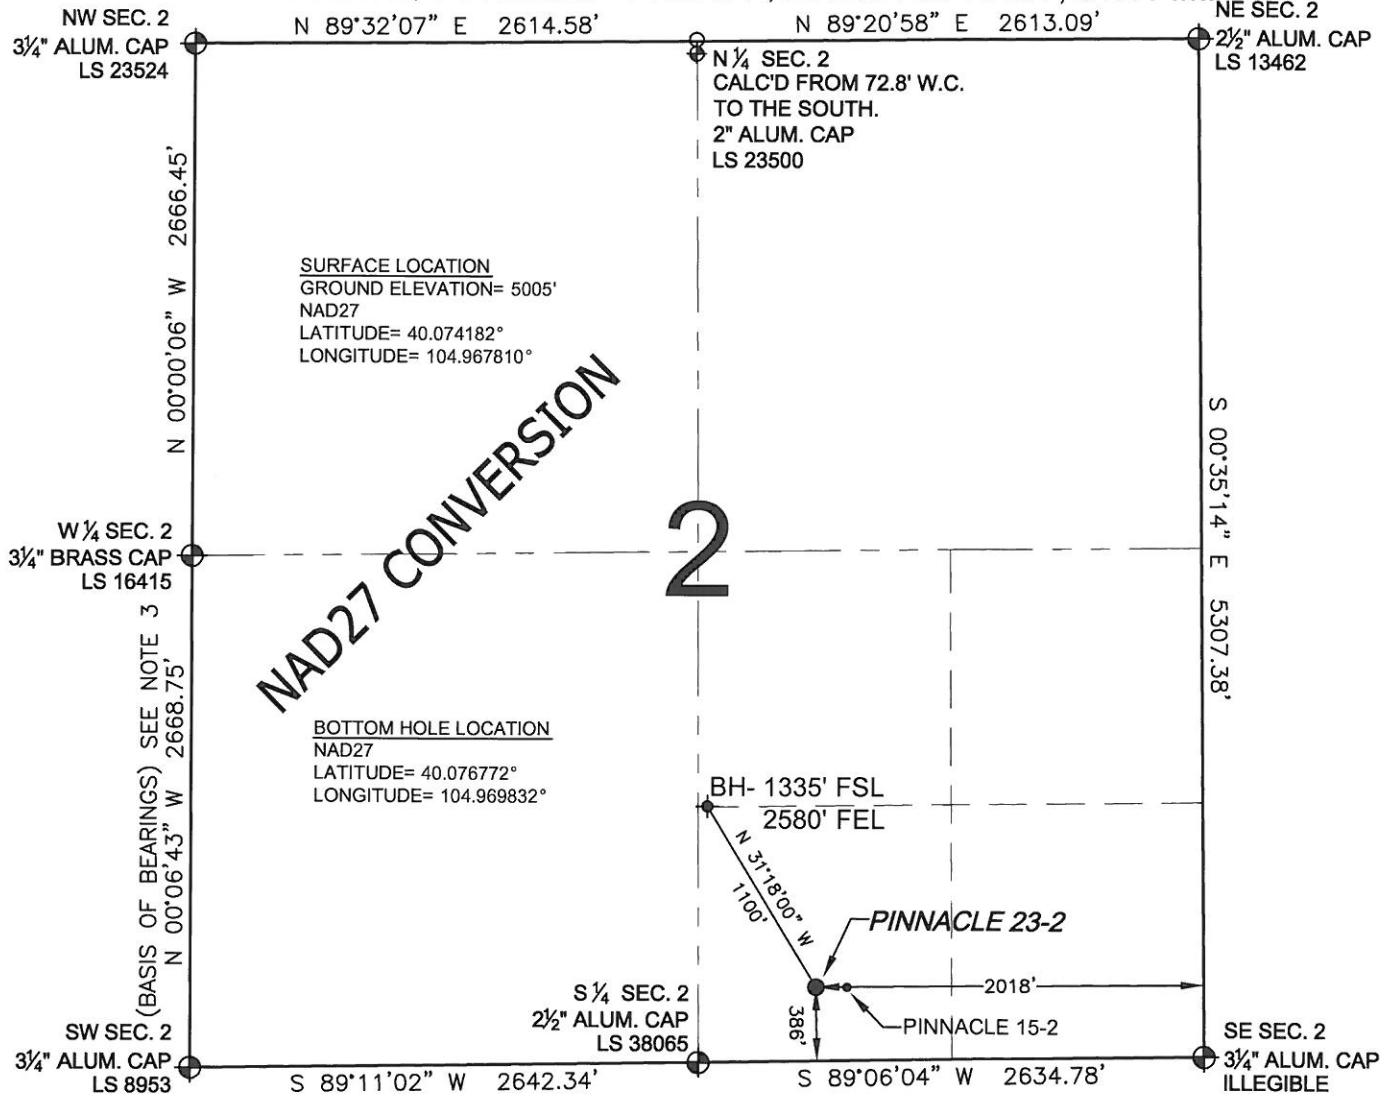 NW SEC. 2
3¼" ALUM. CAP
LS 23524
N 89°32'07" E 2614.58'
N 89°20'58" E 2613.09'
NE SEC. 2
2½" ALUM. CAP
LS 13462
N ¼ SEC. 2
CALC'D FROM 72.8' W.C.
TO THE SOUTH.
2" ALUM. CAP
LS 23500
N 00°00'06" W 2666.45'
SURFACE LOCATION
GROUND ELEVATION= 5005'
NAD27
LATITUDE= 40.074182°
LONGITUDE= 104.967810°
NAD27 CONVERSION
S 00°35'14" E 5307.38'
2
W ¼ SEC. 2
3¼" BRASS CAP
LS 16415
(BASIS OF BEARINGS) SEE NOTE 3
N 00°06'43" W 2668.75'
BOTTOM HOLE LOCATION
NAD27
LATITUDE= 40.076772°
LONGITUDE= 104.969832°
BH- 1335' FSL
2580' FEL
N 31°18'00" W
1100'
PINNACLE 23-2
2018'
386'
PINNACLE 15-2
S ¼ SEC. 2
2½" ALUM. CAP
LS 38065
SW SEC. 2
3¼" ALUM. CAP
LS 8953
S 89°11'02" W 2642.34'
S 89°06'04" W 2634.78'
SE SEC. 2
3¼" ALUM. CAP
ILLEGIBLE